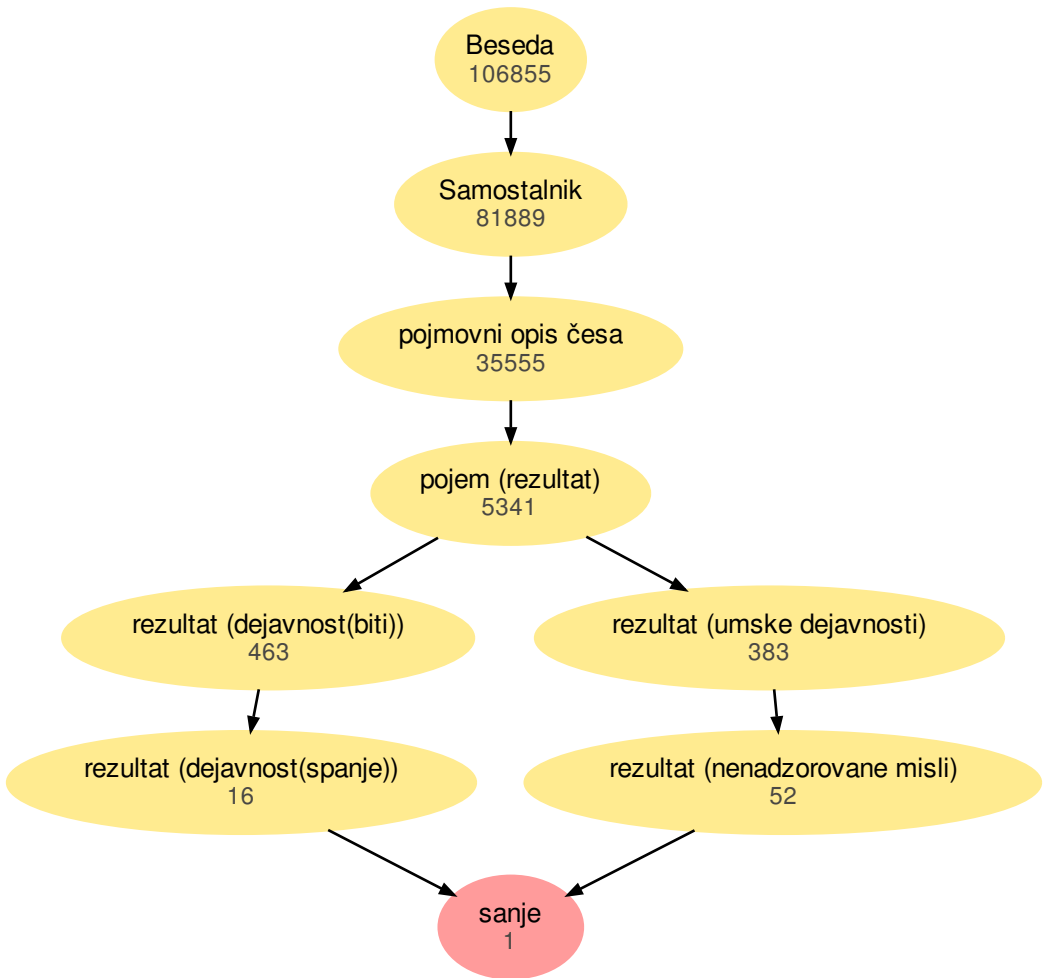 Beseda
106855
Samostalnik
81889
pojmovni opis česa
35555
pojem (rezultat)
5341
rezultat (dejavnost(biti))
463
rezultat (umske dejavnosti)
383
rezultat (dejavnost(spanje))
16
rezultat (nenadzorovane misli)
52
sanje
1